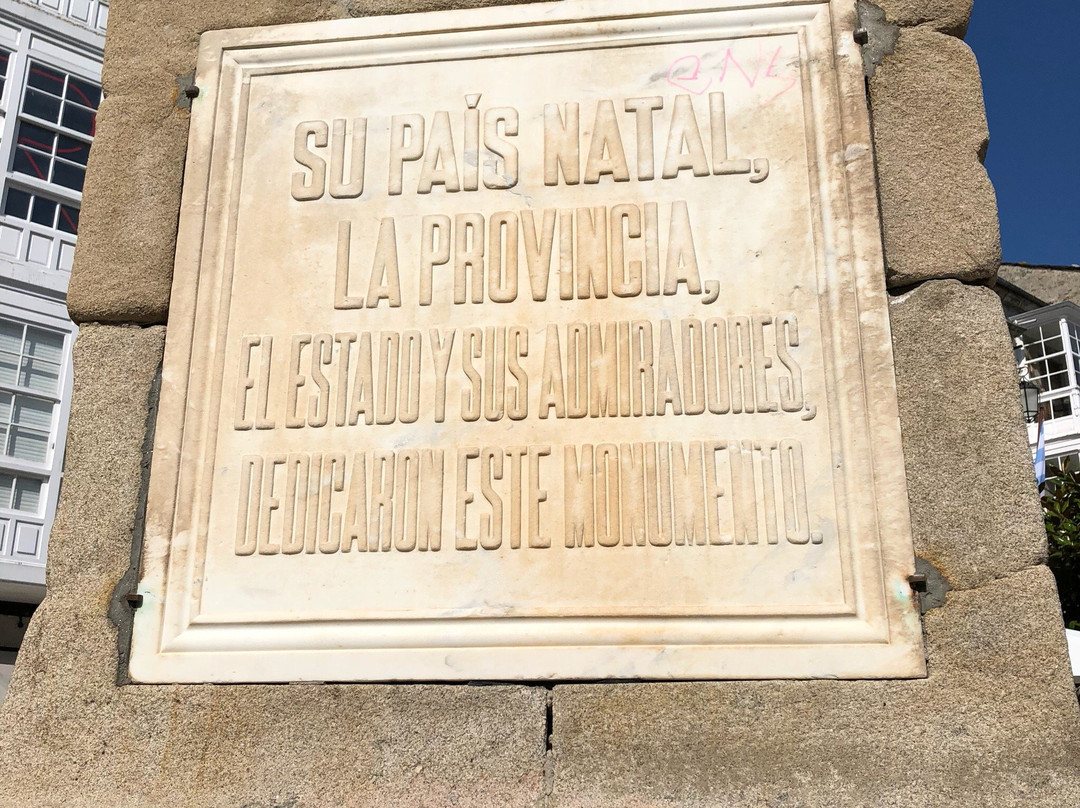 SU PAÍS NATAL,
LA PROVINCIA,
EL ESTADO Y SUS ADMIRADORES,
DEDICARON ESTE MONUMENTO.